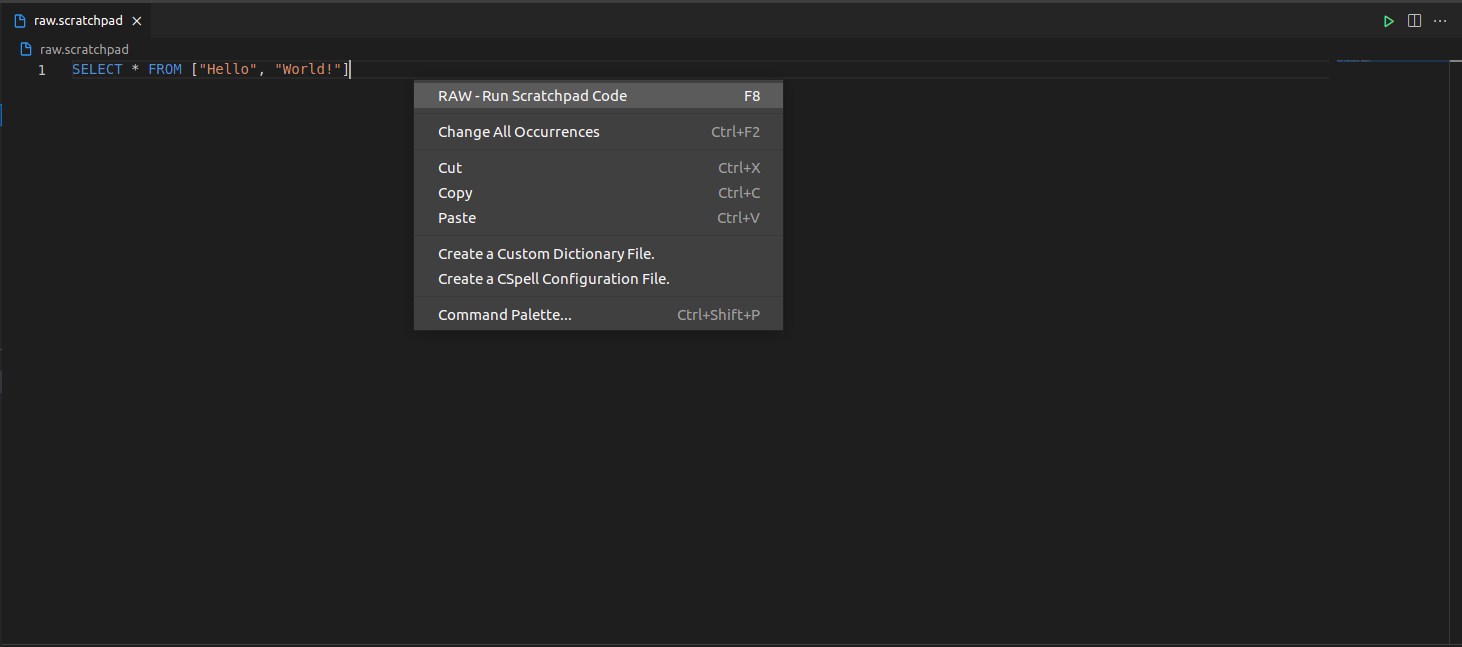 raw.scratchpad
raw.scratchpad
1 SELECT * FROM ["Hello", "World!"]
RAW - Run Scratchpad Code F8
Change All Occurrences Ctrl+F2
Cut Ctrl+X
Copy Ctrl+C
Paste Ctrl+V
Create a Custom Dictionary File.
Create a CSpell Configuration File.
Command Palette... Ctrl+Shift+P